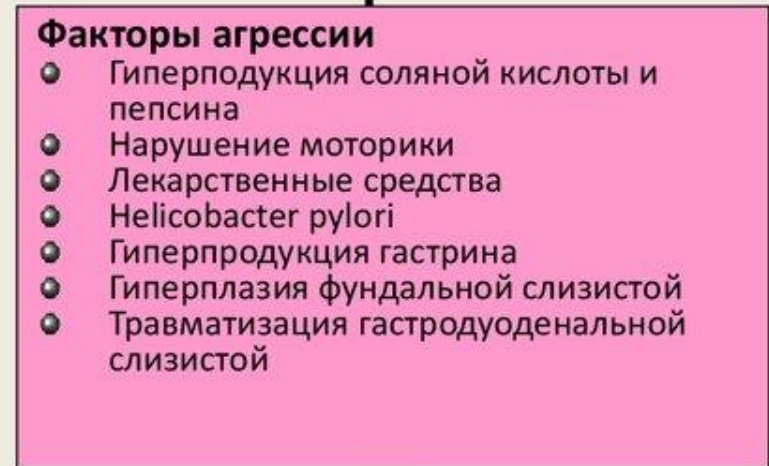 Факторы агрессии
Гиперподукция соляной кислоты и
пепсина
Нарушение моторики
Лекарственные средства
Helicobacter pylori
Гиперпродукция гастрина
Гиперплазия фундальной слизистой
Травматизация гастродуоденальной
слизистой